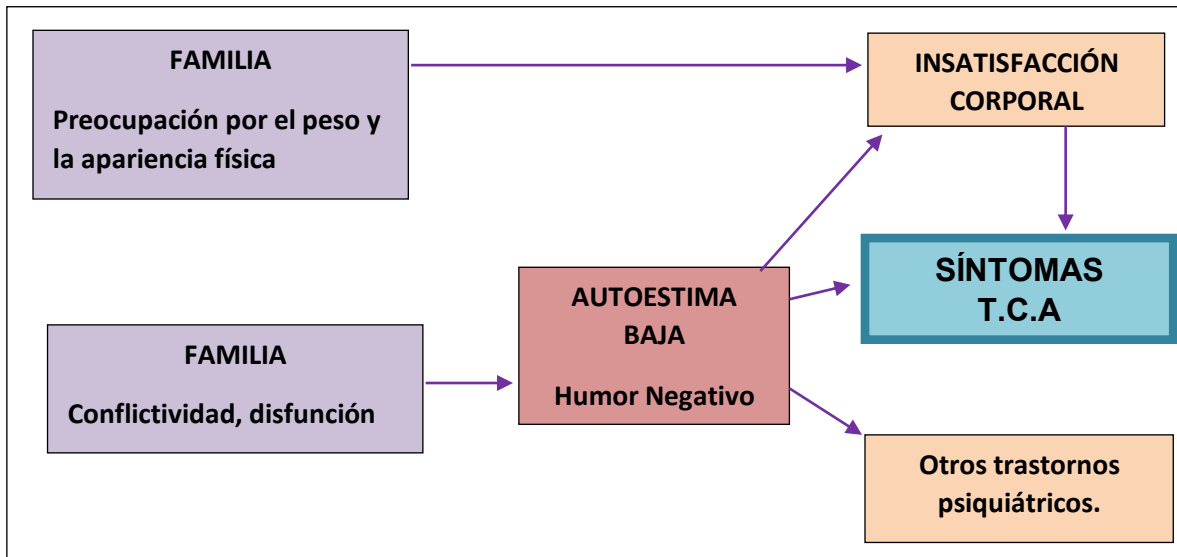 FAMILIA
Preocupación por el peso y
la apariencia física
INSATISFACCIÓN
CORPORAL
SÍNTOMAS
T.C.A
AUTOESTIMA
BAJA
Humor Negativo
FAMILIA
Conflictividad, disfunción
Otros trastornos
psiquiátricos.